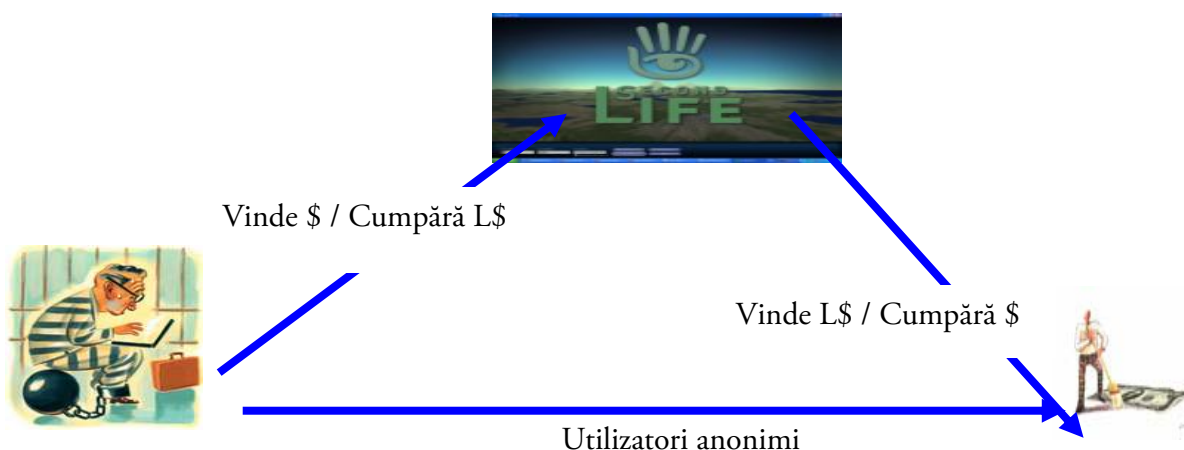 SECOND
LIFE
Vinde $ / Cumpără L$
Vinde L$ / Cumpără $
Utilizatori anonimi